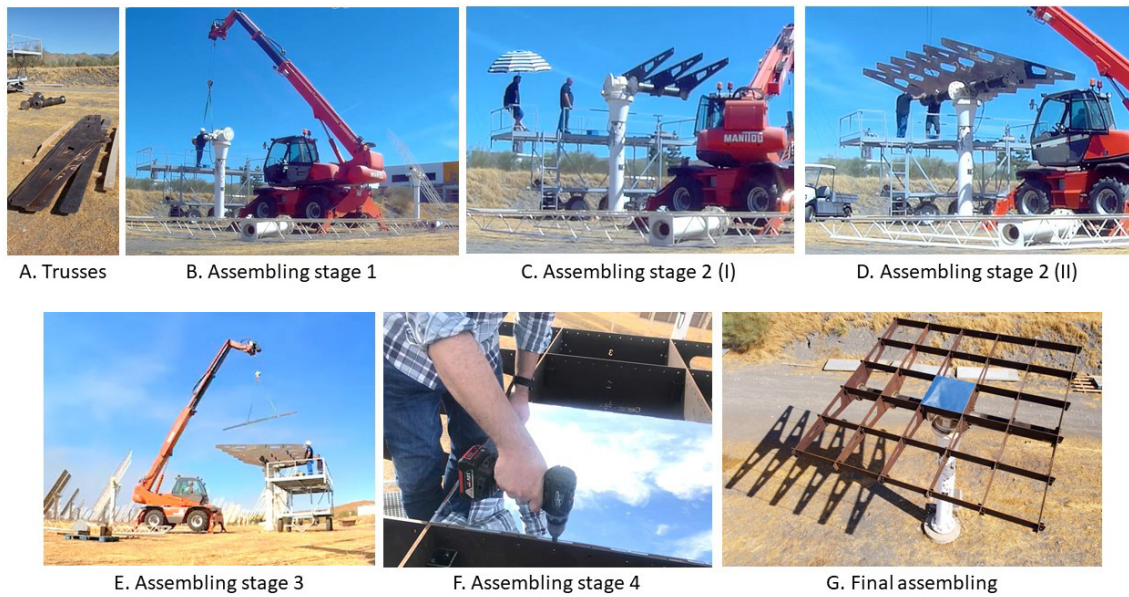 MANITOU
A. Trusses
B. Assembling stage 1
C. Assembling stage 2 (I)
D. Assembling stage 2 (II)
E. Assembling stage 3
F. Assembling stage 4
G. Final assembling